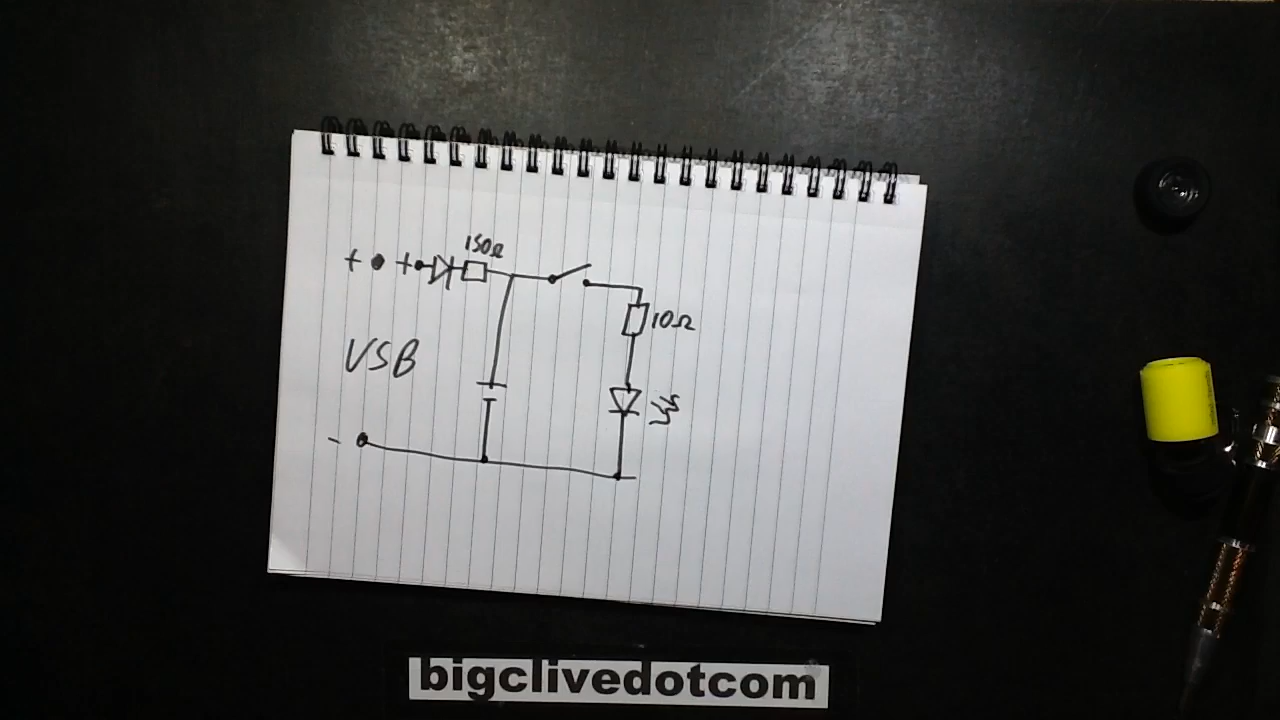 150Ω
+ +
10Ω
USB
-
bigclivedotcom